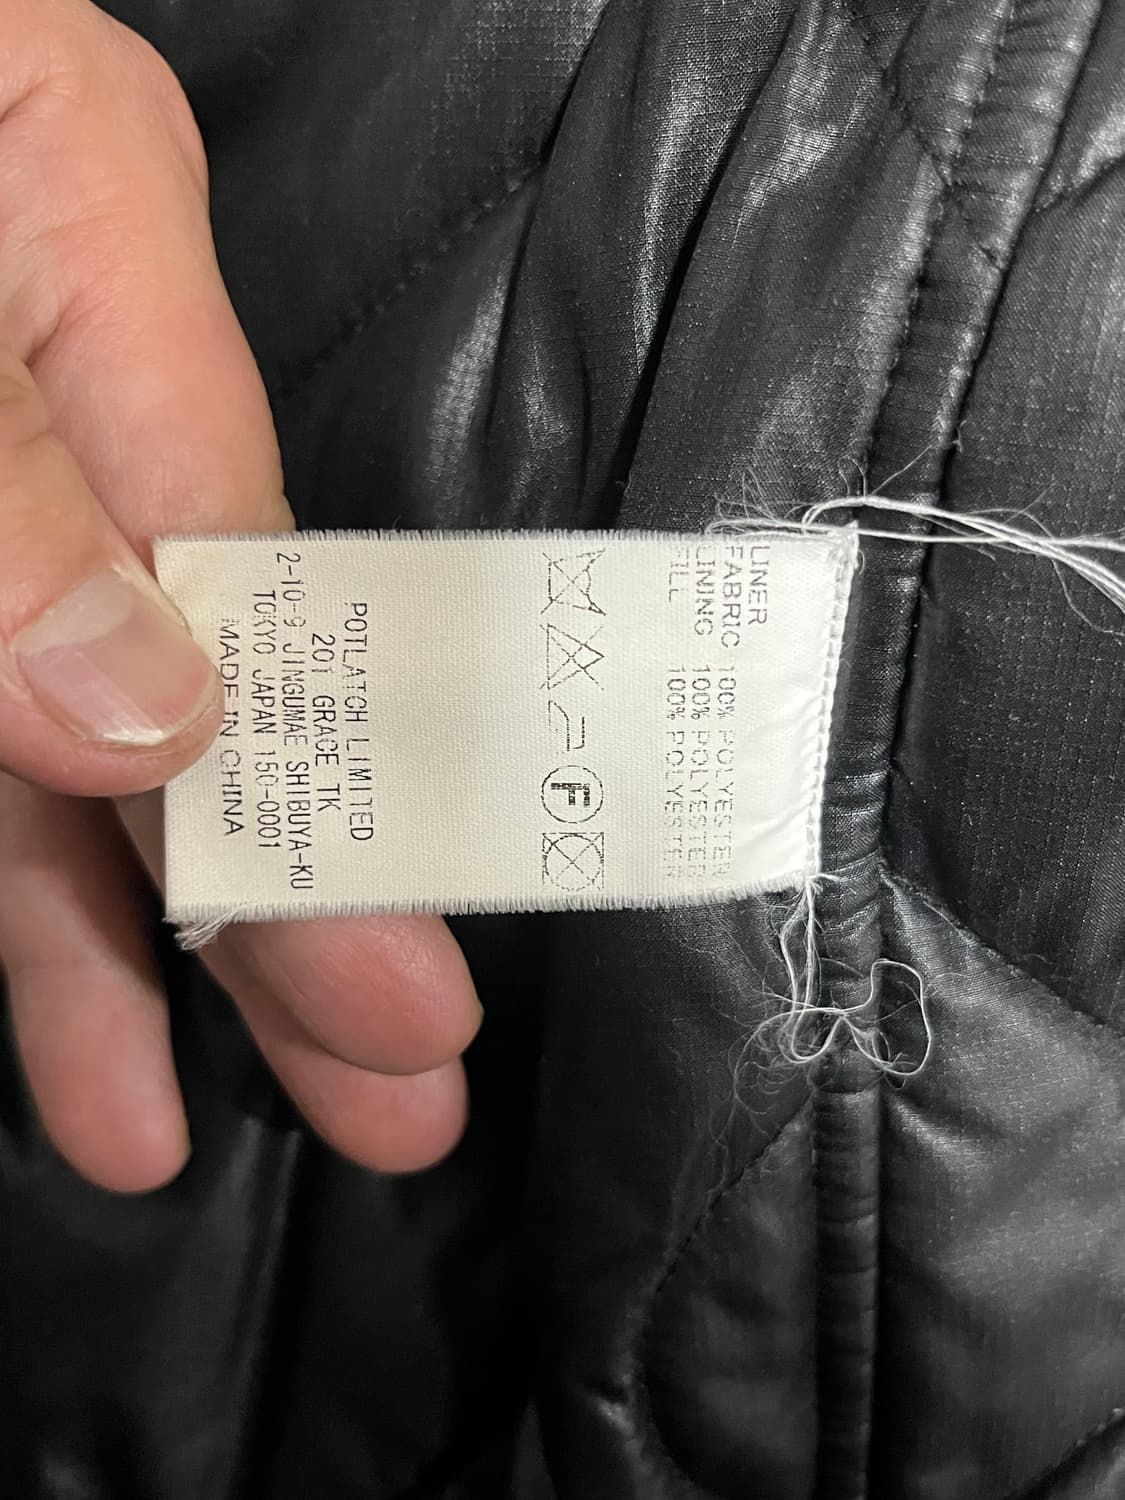 LINER
FABRIC 100% POLYESTER
LINING 100% POLYESTER
FILL 100% POLYESTER
F
POTLATCH LIMITED
201 GRACE TK
2-10-9 JINGUMAE SHIBUYA-KU
TOKYO JAPAN 150-0001
MADE IN CHINA